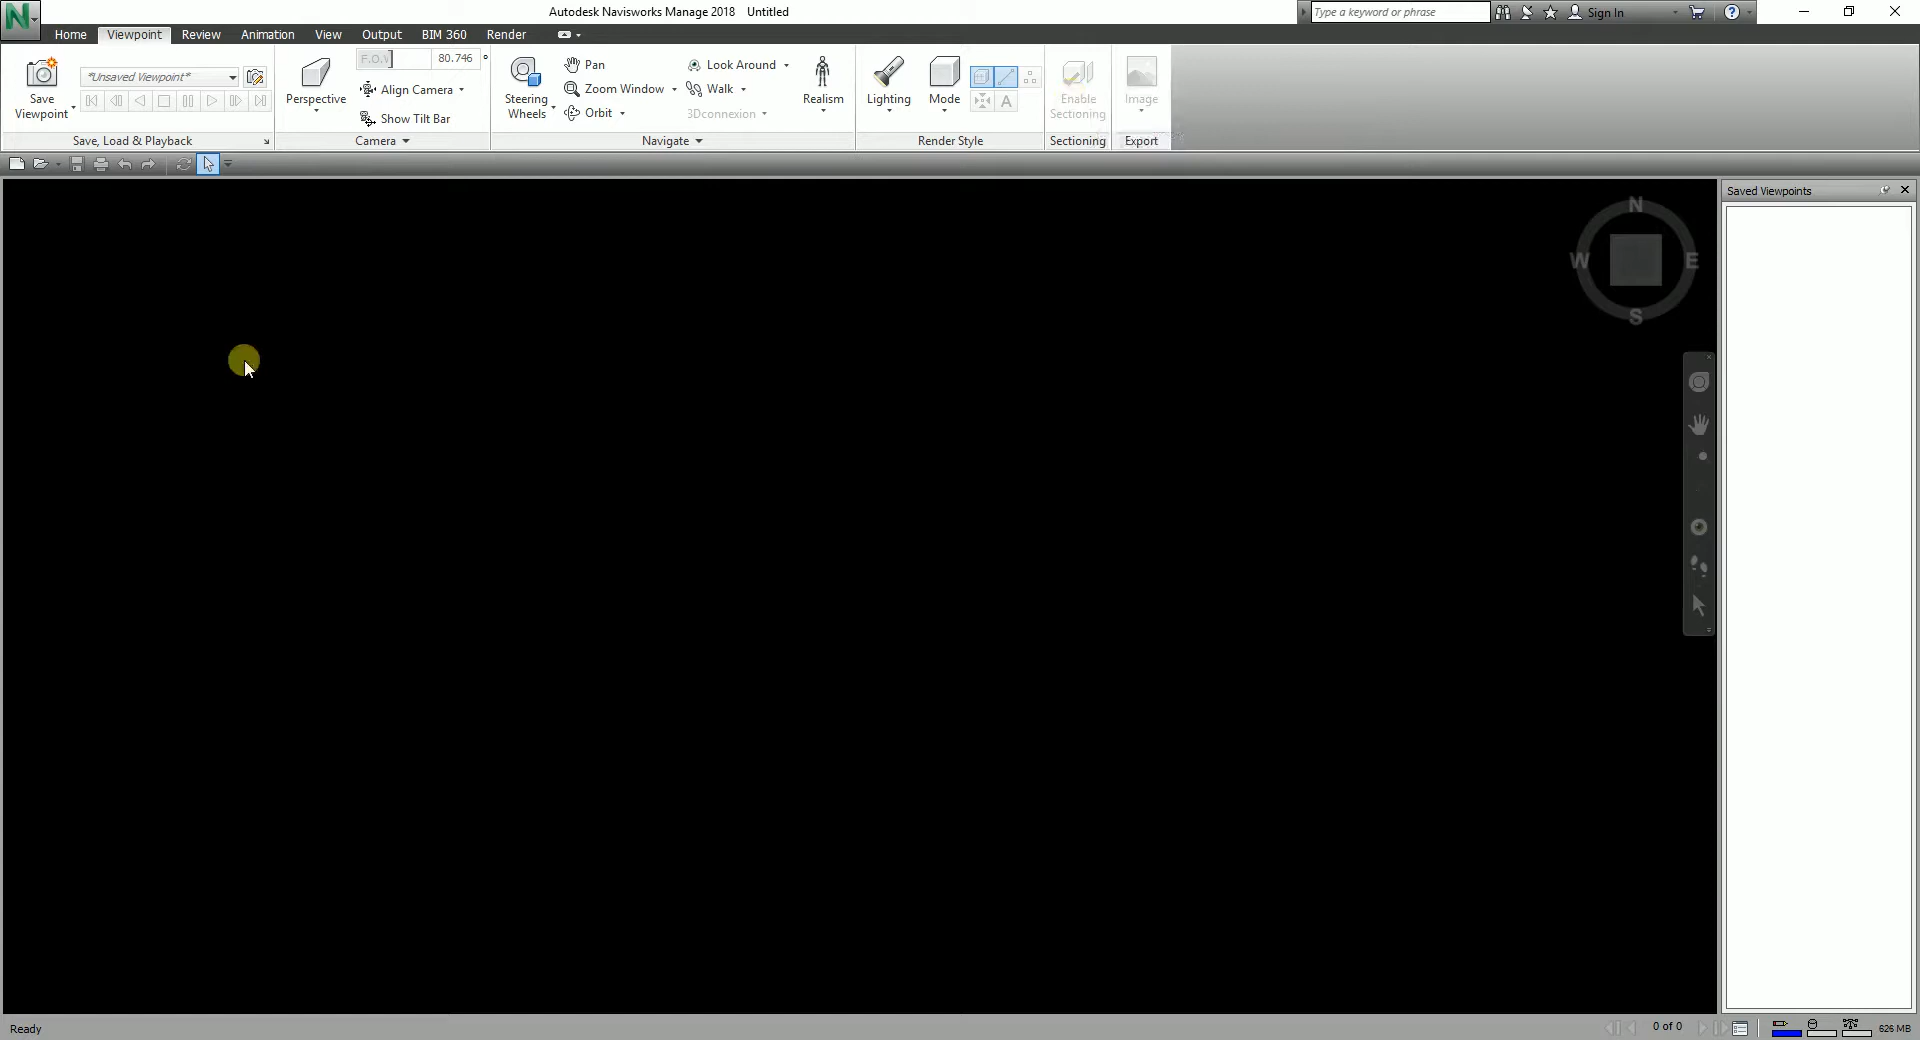 Autodesk Navisworks Manage 2018 Untitled
Type a keyword or phrase
Sign In
Home Viewpoint Review Animation View Output BIM 360 Render
Save
Viewpoint
*Unsaved Viewpoint*
Save, Load & Playback
Perspective
80.746 °
Align Camera
Show Tilt Bar
Camera
Steering
Wheels
Pan
Zoom Window
Orbit
Look Around
Walk
3Dconnexion
Navigate
Realism
Lighting
Mode
A
Render Style
Enable
Sectioning
Sectioning
Image
Export
Saved Viewpoints
N
W
E
S
Ready
0 of 0
626 MB